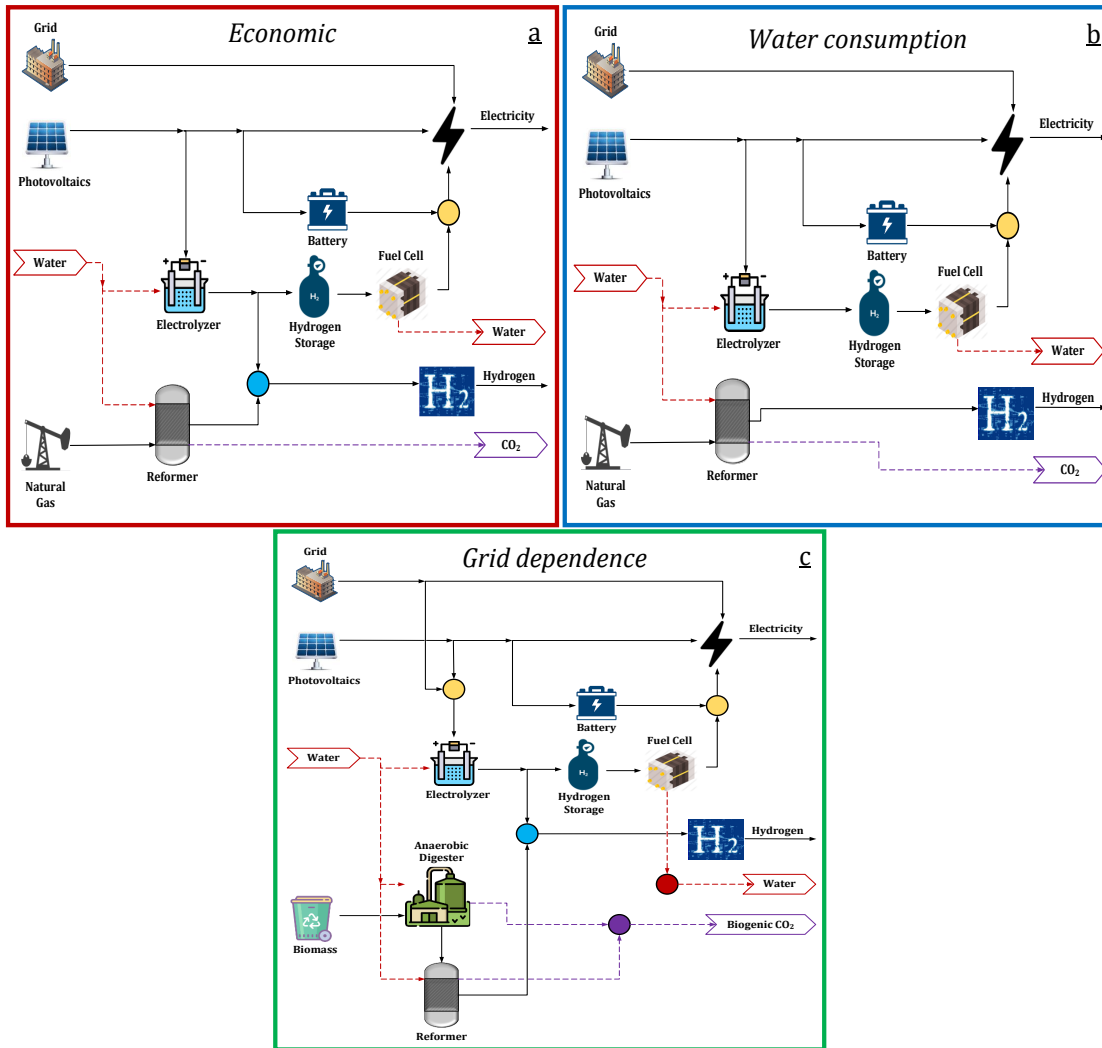 Economic
a
Grid
Electricity
Photovoltaics
Battery
Water
+
−
Fuel Cell
H₂
Electrolyzer
Hydrogen
Storage
Water
H2
Hydrogen
Reformer
CO₂
Natural
Gas
Water consumption
b
Grid
Electricity
Photovoltaics
Battery
Water
+
−
Fuel Cell
H₂
Electrolyzer
Hydrogen
Storage
Water
H2
Hydrogen
Reformer
CO₂
Natural
Gas
Grid dependence
c
Grid
Electricity
Photovoltaics
Battery
Water
+
−
Fuel Cell
H₂
Electrolyzer
Hydrogen
Storage
H2
Hydrogen
Anaerobic
Digester
Water
Biomass
Biogenic CO₂
Reformer